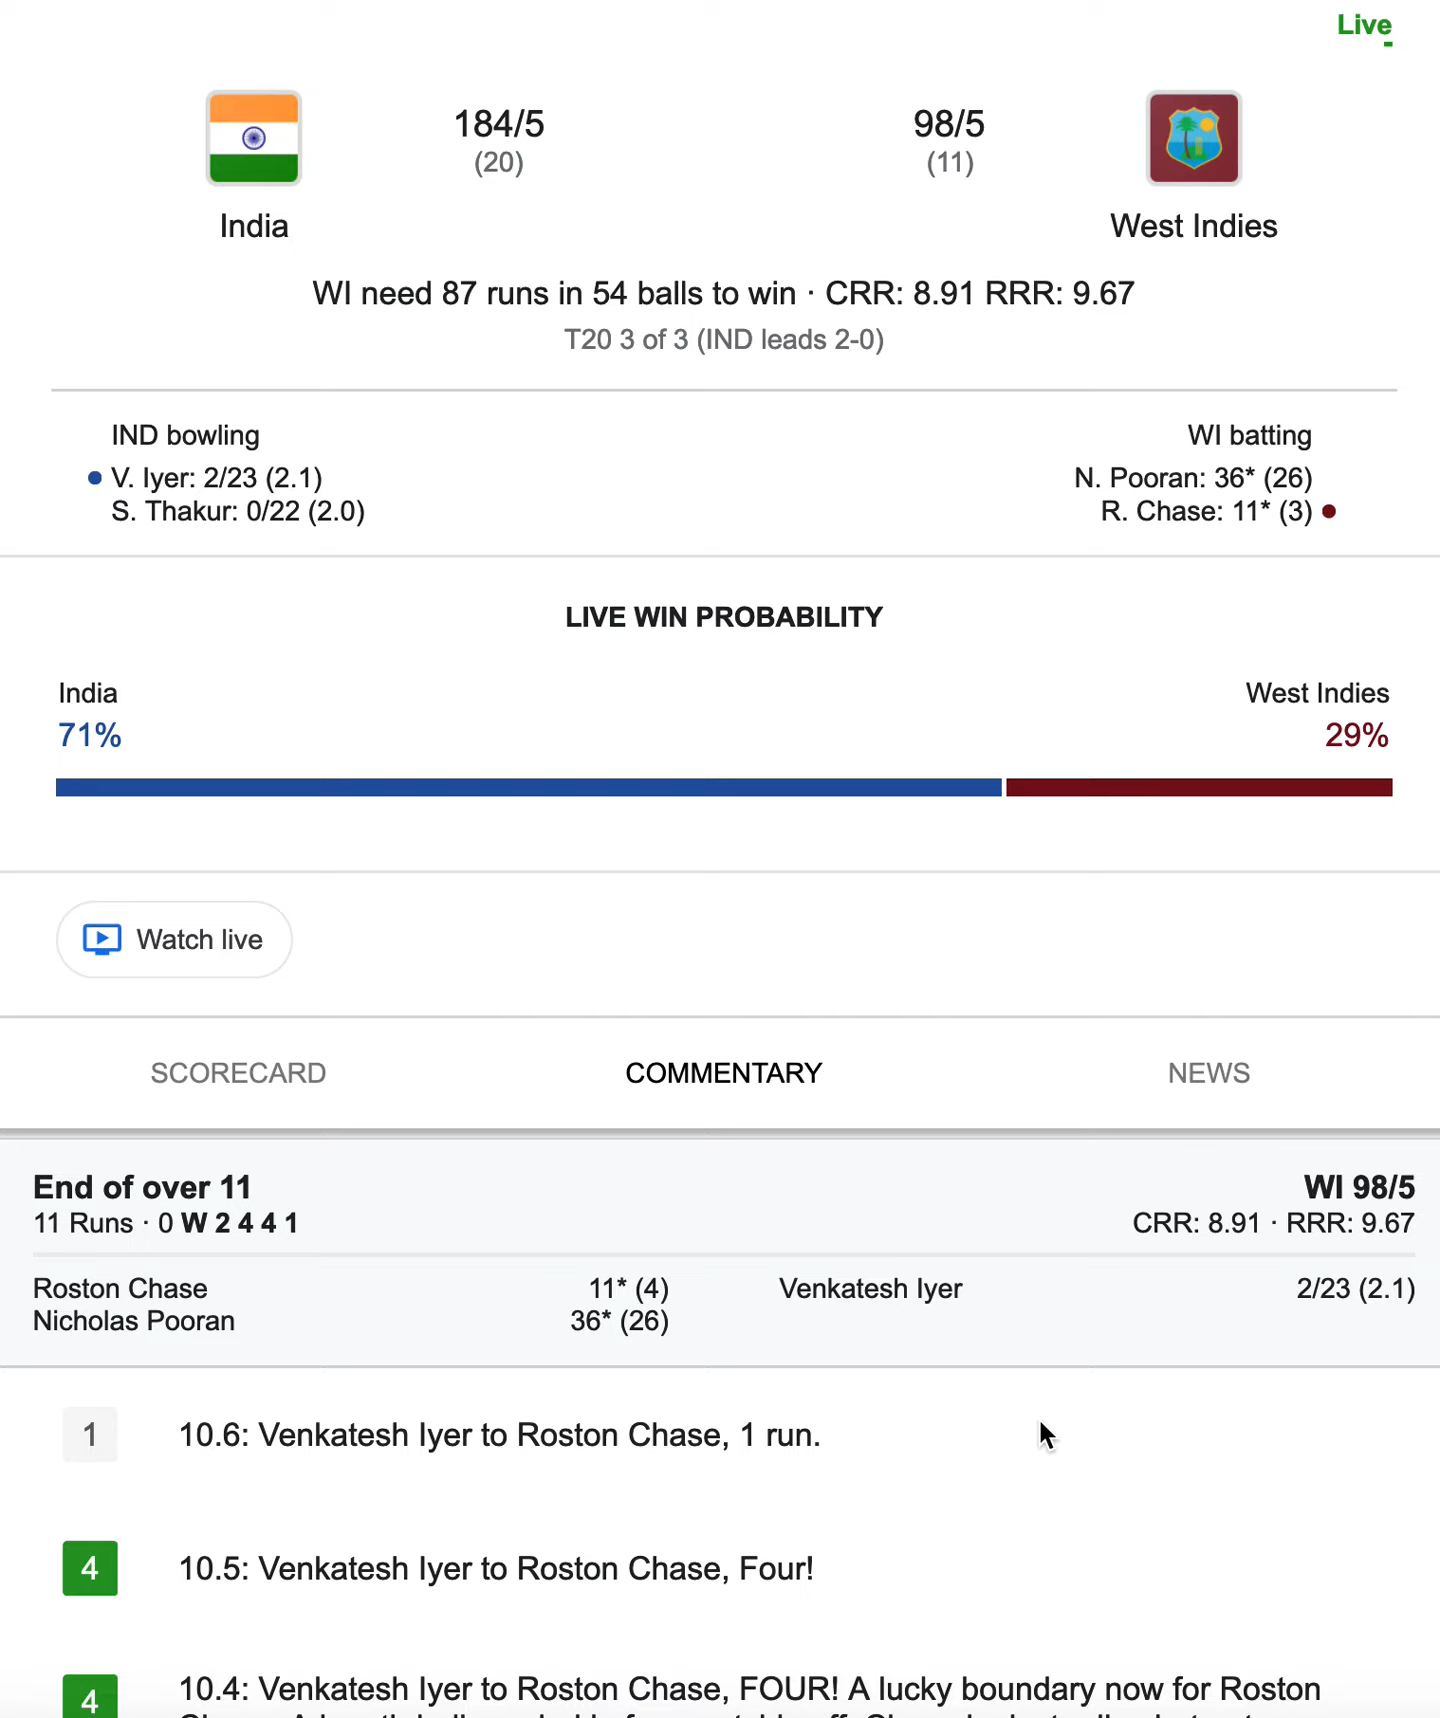 Live
184/5
(20)
98/5
(11)
India
West Indies
WI need 87 runs in 54 balls to win · CRR: 8.91 RRR: 9.67
T20 3 of 3 (IND leads 2-0)
IND bowling
V. Iyer: 2/23 (2.1)
S. Thakur: 0/22 (2.0)
WI batting
N. Pooran: 36* (26)
R. Chase: 11* (3)
LIVE WIN PROBABILITY
India
71%
West Indies
29%
Watch live
SCORECARD
COMMENTARY
NEWS
End of over 11
11 Runs · 0 W 2 4 4 1
WI 98/5
CRR: 8.91 · RRR: 9.67
Roston Chase 11* (4)
Nicholas Pooran 36* (26)
Venkatesh Iyer 2/23 (2.1)
1 10.6: Venkatesh Iyer to Roston Chase, 1 run.
4 10.5: Venkatesh Iyer to Roston Chase, Four!
4 10.4: Venkatesh Iyer to Roston Chase, FOUR! A lucky boundary now for Roston